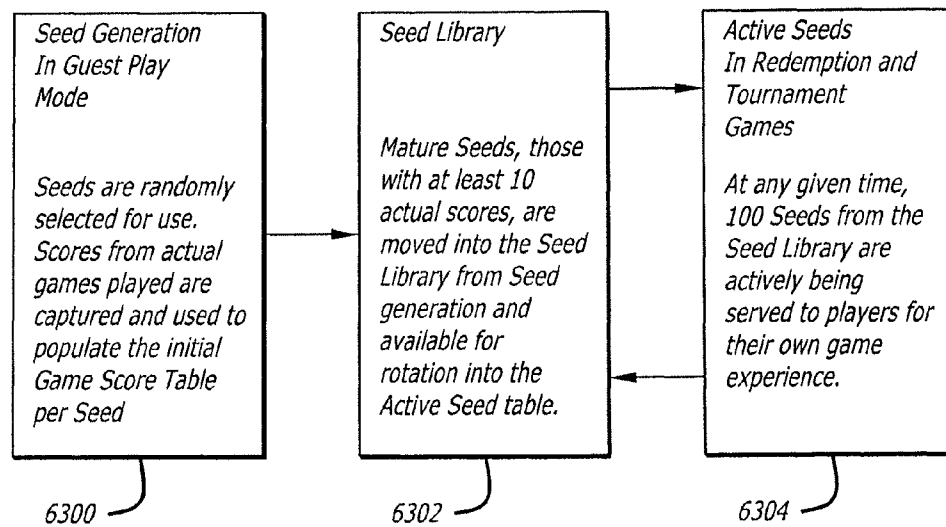 Seed Generation
In Guest Play
Mode
Seeds are randomly
selected for use.
Scores from actual
games played are
captured and used to
populate the initial
Game Score Table
per Seed
6300
Seed Library
Mature Seeds, those
with at least 10
actual scores, are
moved into the Seed
Library from Seed
generation and
available for
rotation into the
Active Seed table.
6302
Active Seeds
In Redemption and
Tournament
Games
At any given time,
100 Seeds from the
Seed Library are
actively being
served to players for
their own game
experience.
6304